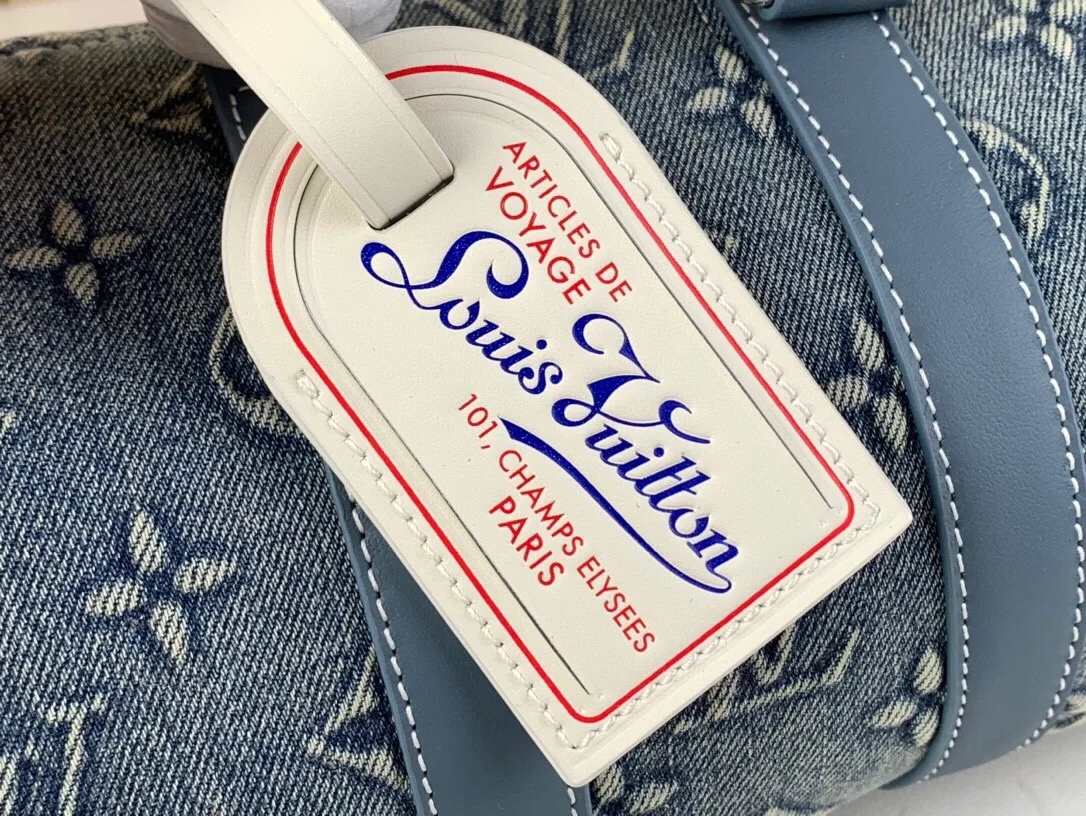 ARTICLES DE
VOYAGE
Louis Vuitton
101, CHAMPS ELYSEES
PARIS